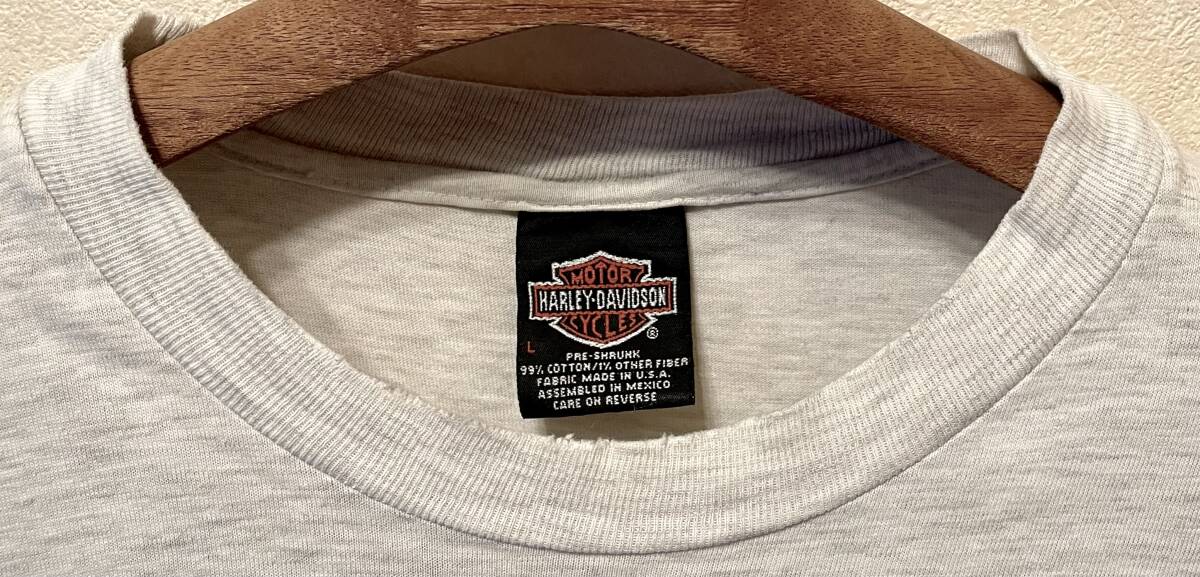 MOTOR
HARLEY-DAVIDSON
CYCLES
®
L
PRE-SHRUNK
99% COTTON/1% OTHER FIBER
FABRIC MADE IN U.S.A.
ASSEMBLED IN MEXICO
CARE ON REVERSE